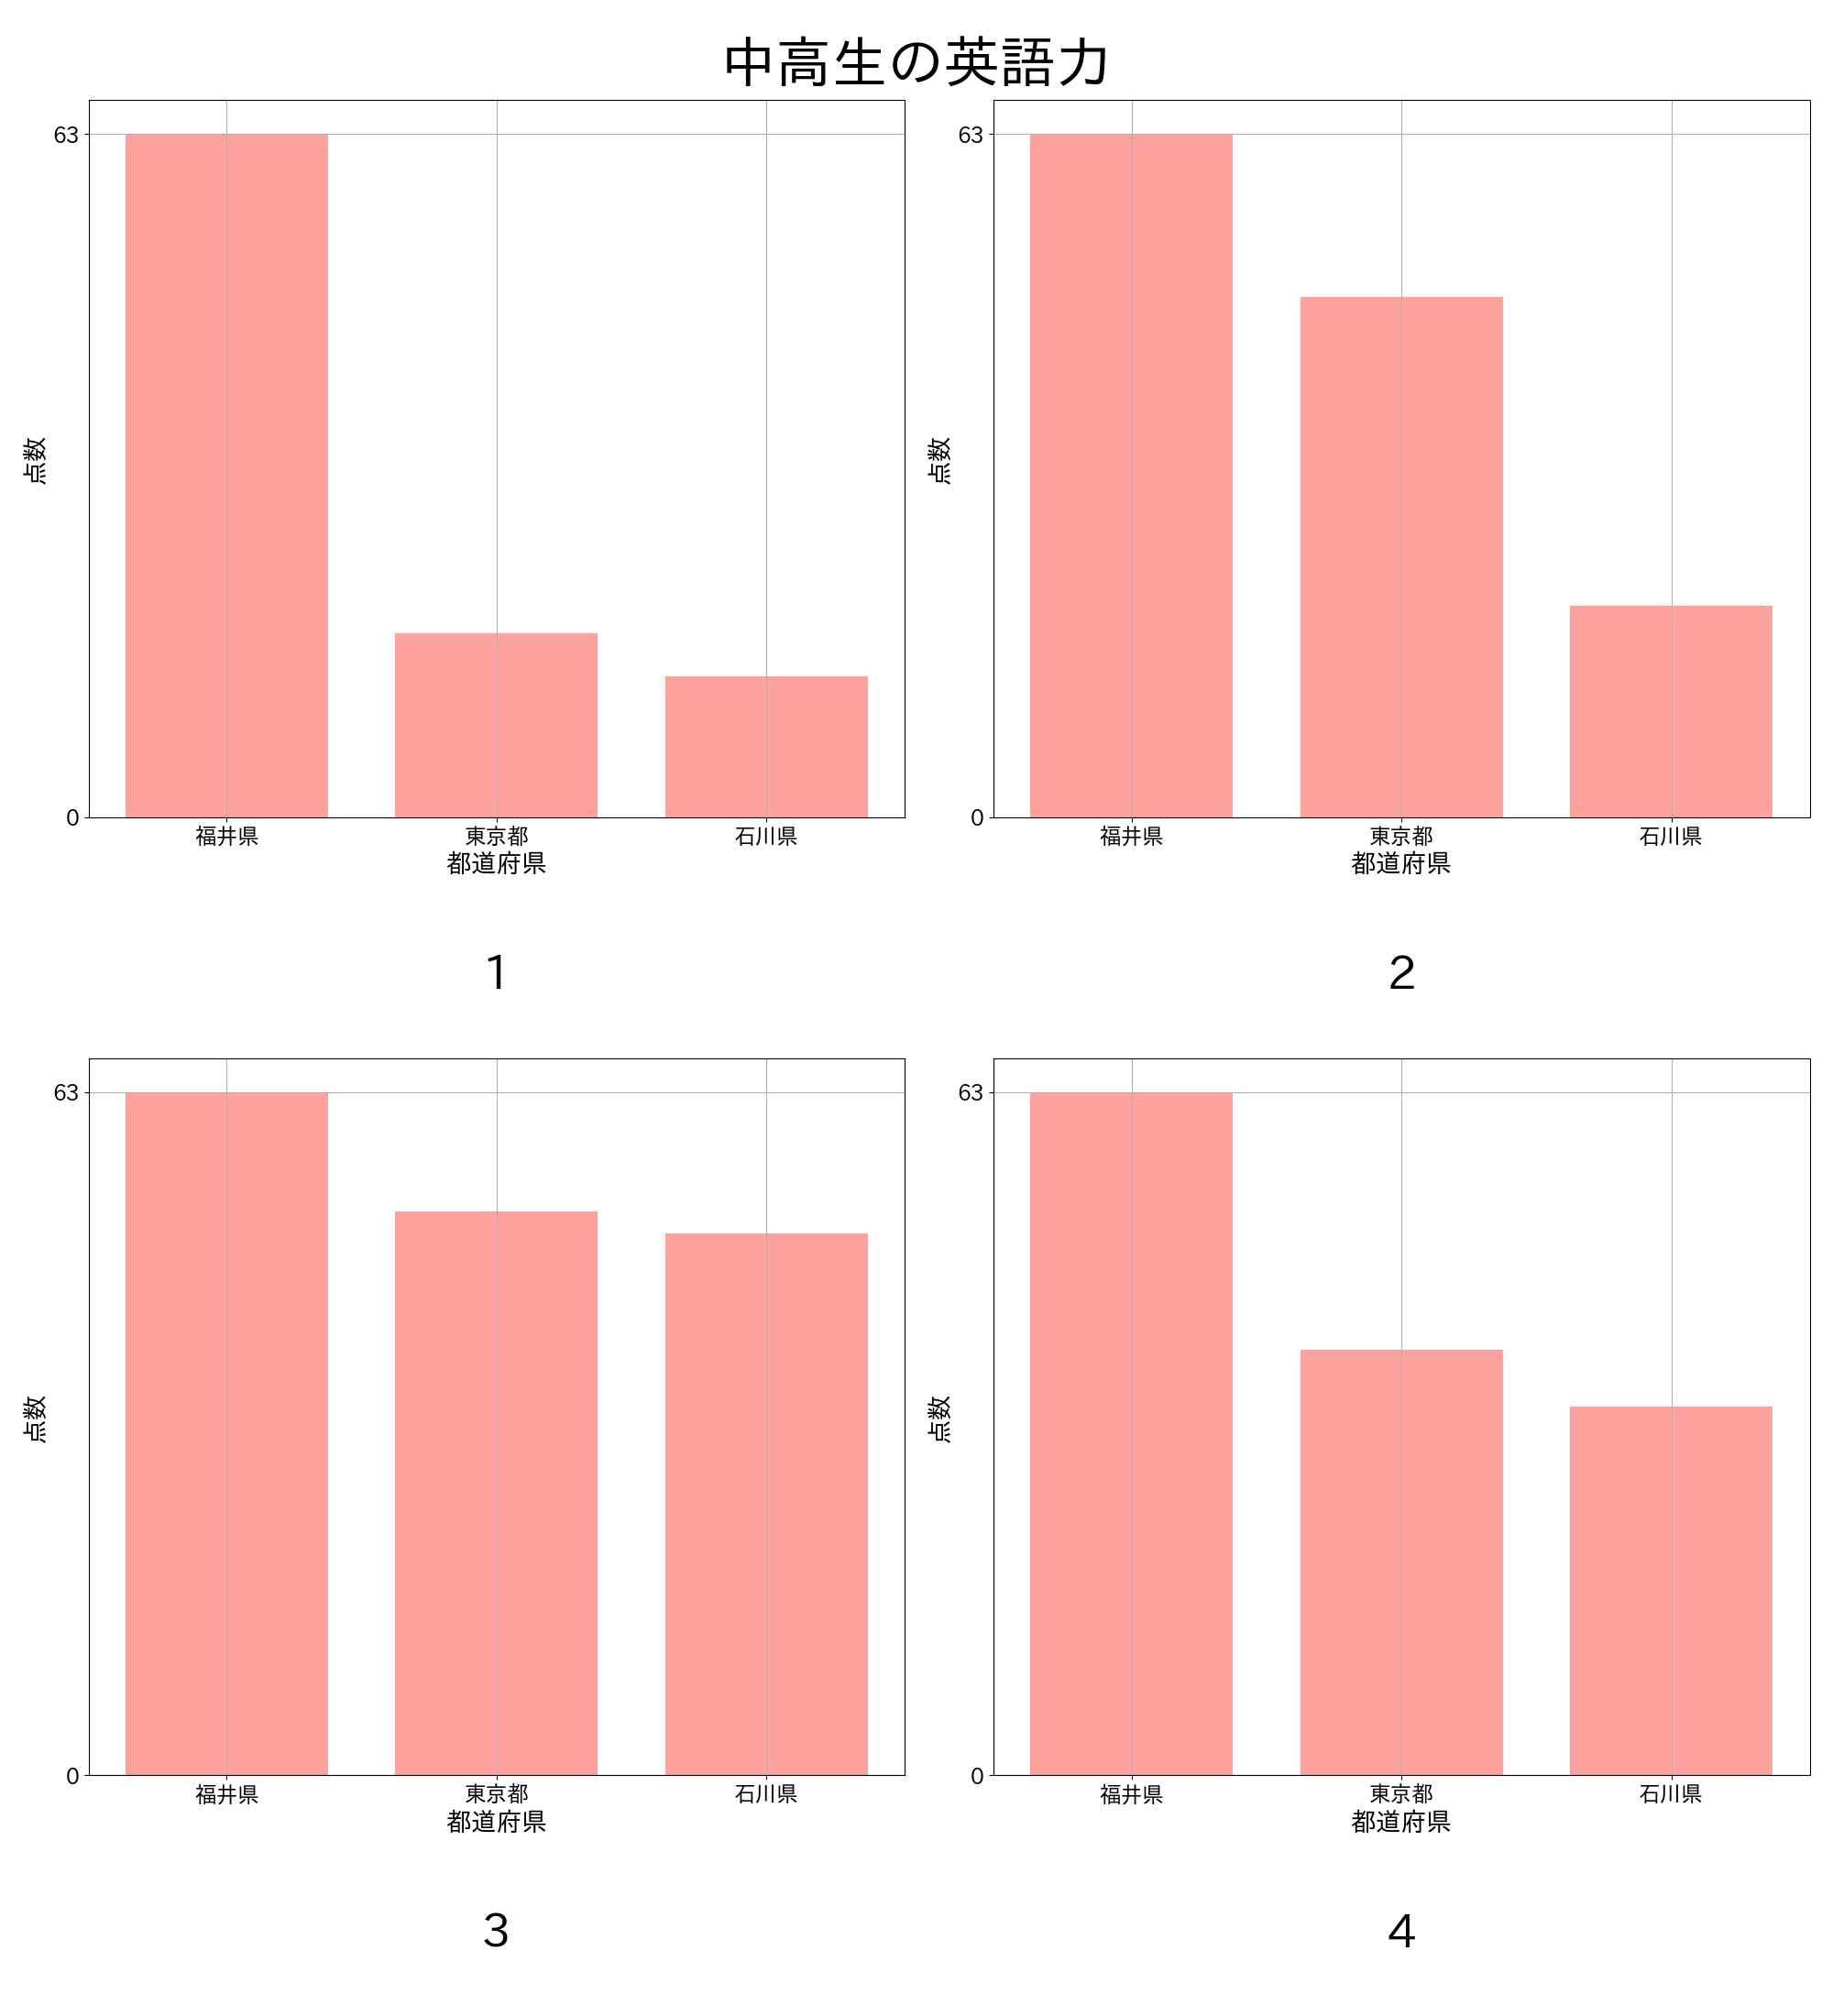 中高生の英語力
63
0
点数
福井県 東京都 石川県
都道府県
1
63
0
点数
福井県 東京都 石川県
都道府県
2
63
0
点数
福井県 東京都 石川県
都道府県
3
63
0
点数
福井県 東京都 石川県
都道府県
4